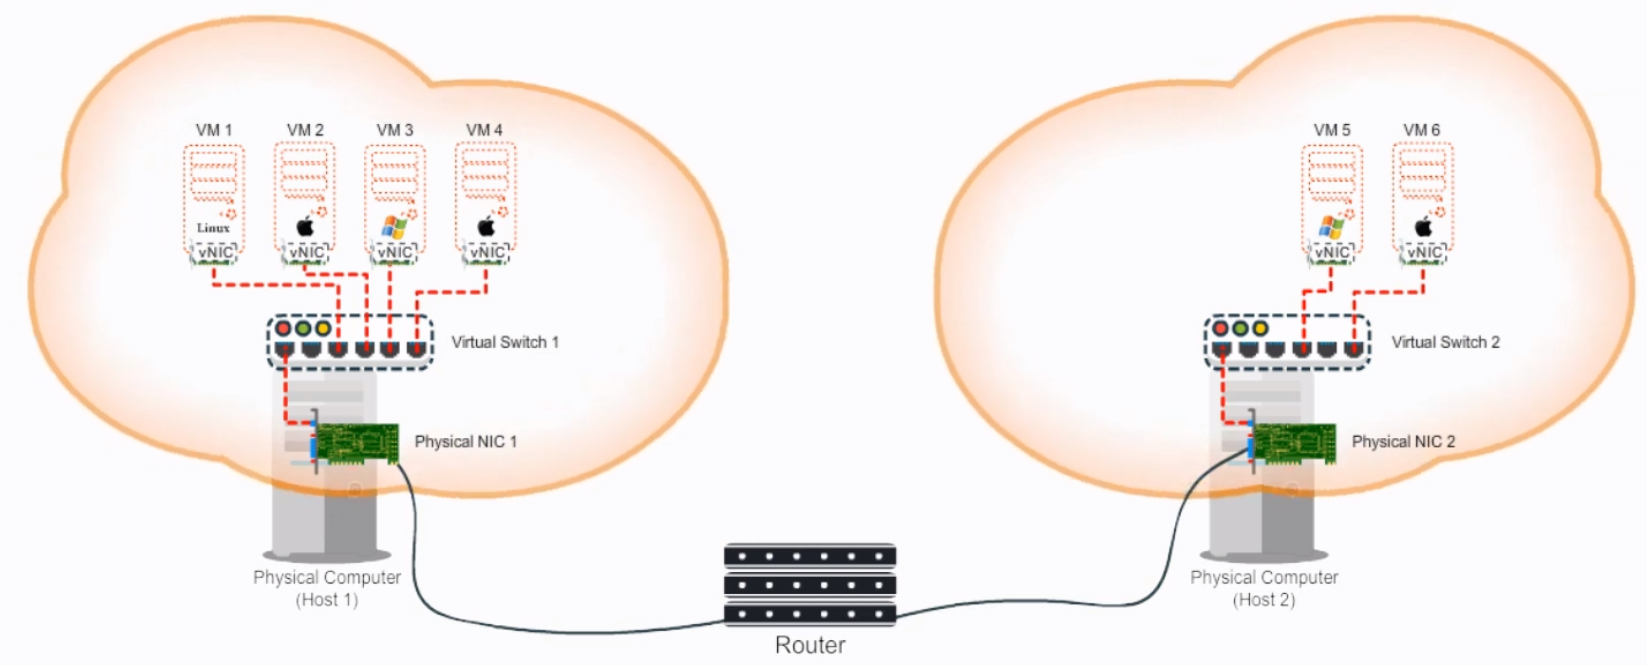 VM 1
VM 2
VM 3
VM 4
Linux
vNIC
vNIC
vNIC
vNIC
Virtual Switch 1
Physical NIC 1
Physical Computer
(Host 1)
Router
VM 5
VM 6
vNIC
vNIC
Virtual Switch 2
Physical NIC 2
Physical Computer
(Host 2)